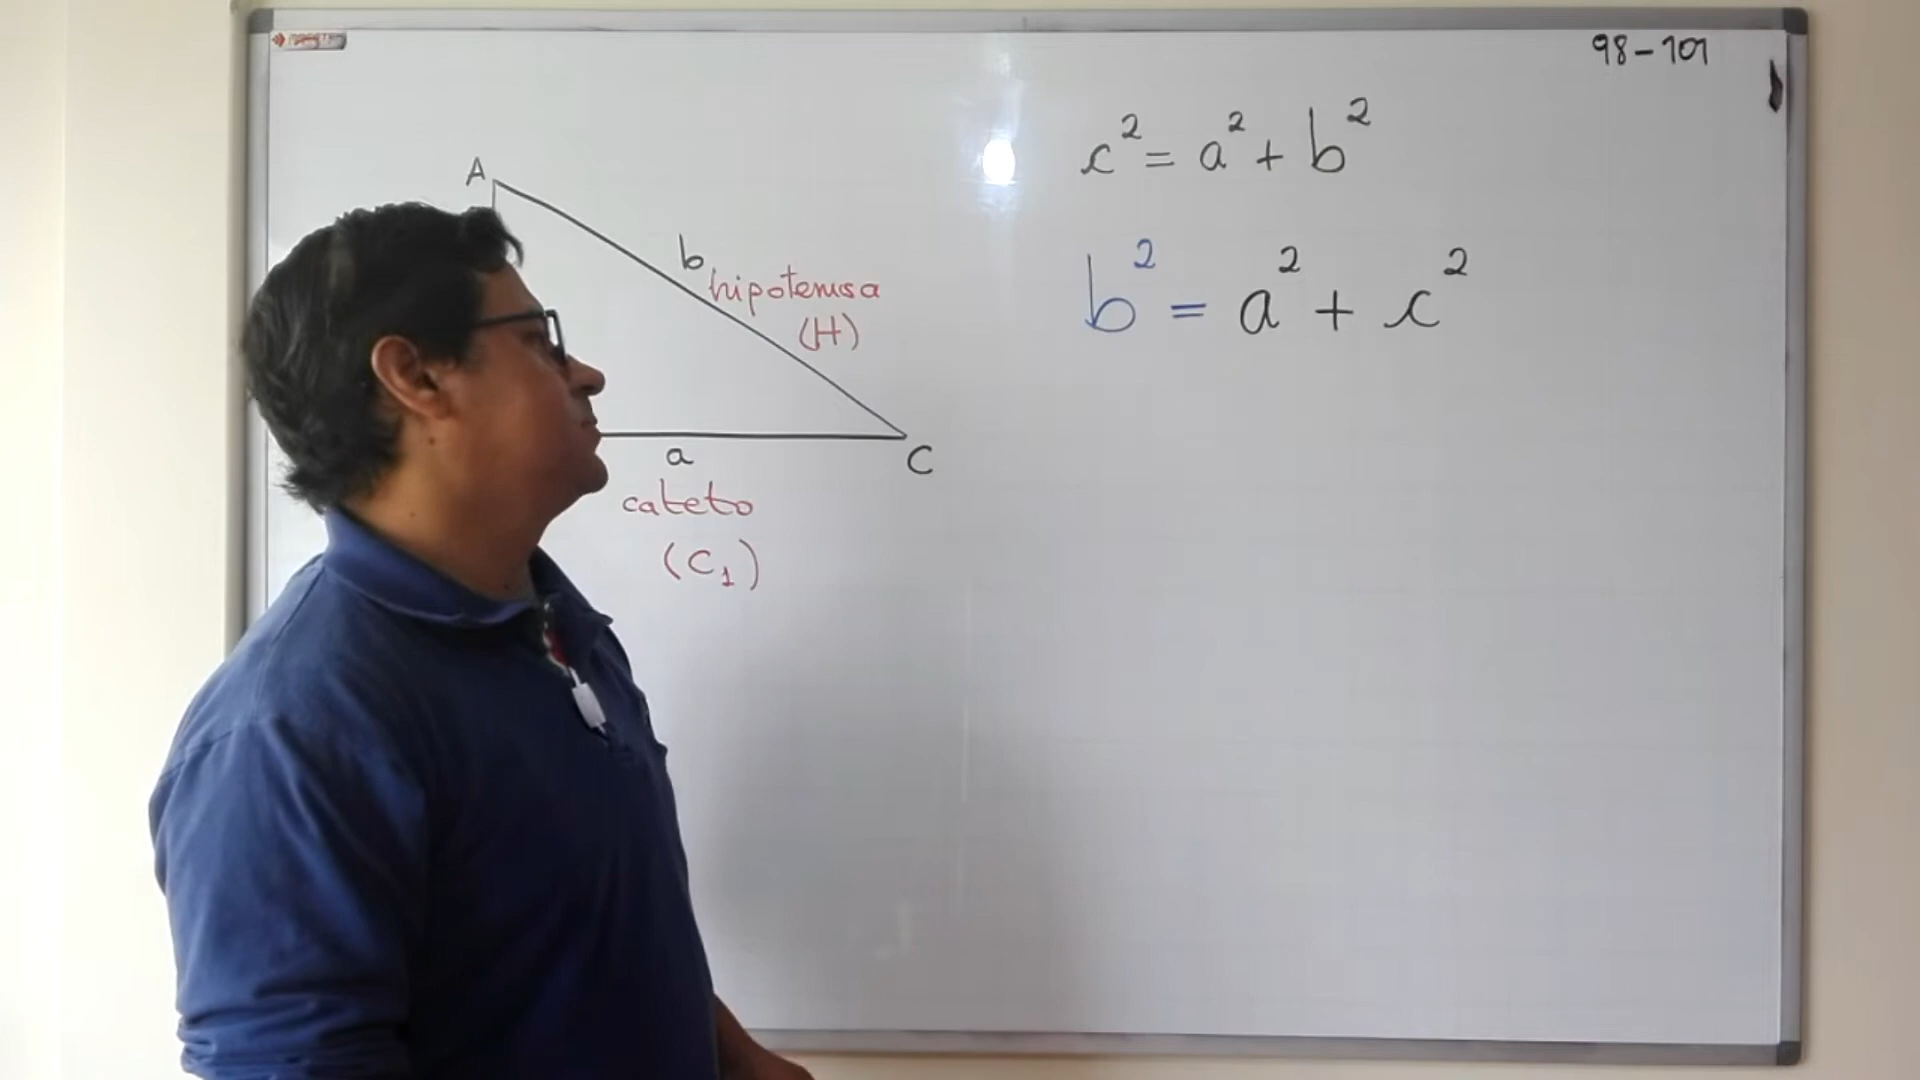 98-101
c² = a² + b²
b² = a² + c²
A
b
hipotenusa
(H)
a
C
cateto
(C₁)